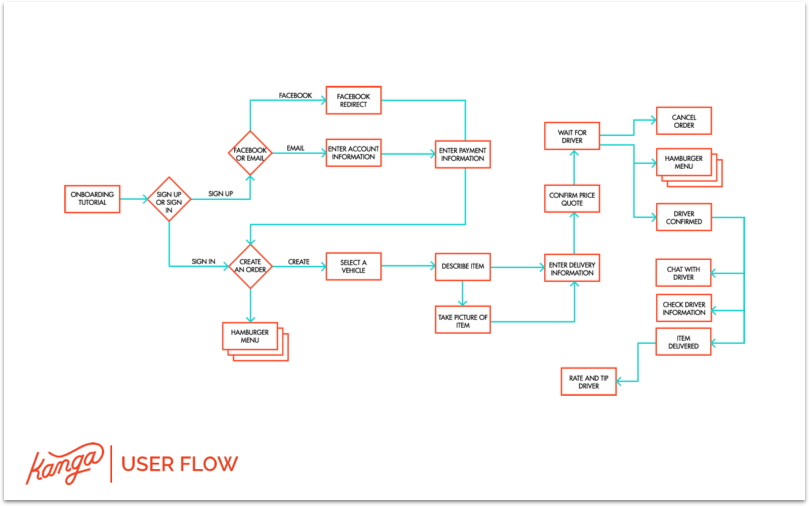 ONBOARDING
TUTORIAL
SIGN UP
OR SIGN
IN
SIGN UP
SIGN IN
FACEBOOK
OR EMAIL
FACEBOOK
EMAIL
FACEBOOK
REDIRECT
ENTER ACCOUNT
INFORMATION
ENTER PAYMENT
INFORMATION
CREATE
AN ORDER
CREATE
HAMBURGER
MENU
SELECT A
VEHICLE
DESCRIBE ITEM
TAKE PICTURE OF
ITEM
ENTER DELIVERY
INFORMATION
CONFIRM PRICE
QUOTE
WAIT FOR
DRIVER
CANCEL
ORDER
HAMBURGER
MENU
DRIVER
CONFIRMED
CHAT WITH
DRIVER
CHECK DRIVER
INFORMATION
ITEM
DELIVERED
RATE AND TIP
DRIVER
Kanga
USER FLOW